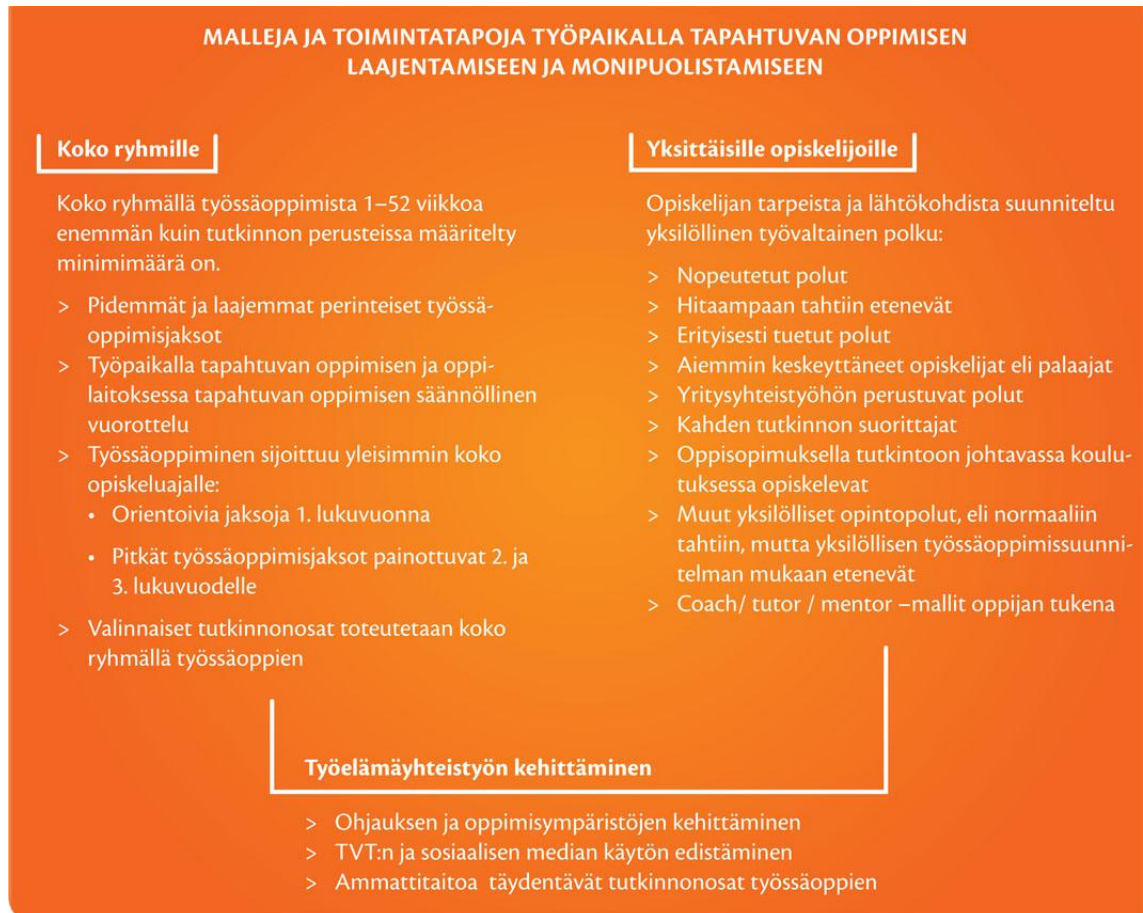 MALLEJA JA TOIMINTATAPOJA TYÖPAIKALLA TAPAHTUVAN OPPIMISEN
LAAJENTAMISEEN JA MONIPUOLISTAMISEEN
Koko ryhmille
Koko ryhmällä työssäoppimista 1–52 viikkoa
enemmän kuin tutkinnon perusteissa määritelty
minimimäärä on.
> Pidemmät ja laajemmat perinteiset työssä-
oppimisjaksot
> Työpaikalla tapahtuvan oppimisen ja oppi-
laitoksessa tapahtuvan oppimisen säännöllinen
vuorottelu
> Työssäoppiminen sijoittuu yleisimmin koko
opiskeluajalle:
• Orientoivia jaksoja 1. lukuvuonna
• Pitkät työssäoppimisjaksot painottuvat 2. ja
3. lukuvuodelle
> Valinnaiset tutkinnonosat toteutetaan koko
ryhmällä työssäoppien
Yksittäisille opiskelijoille
Opiskelijan tarpeista ja lähtökohdista suunniteltu
yksilöllinen työvaltainen polku:
> Nopeutetut polut
> Hitaampaan tahtiin etenevät
> Erityisesti tuetut polut
> Aiemmin keskeyttäneet opiskelijat eli palaajat
> Yritysyhteistyöhön perustuvat polut
> Kahden tutkinnon suorittajat
> Oppisopimuksella tutkintoon johtavassa koulu-
tuksessa opiskelevat
> Muut yksilölliset opintopolut, eli normaaliin
tahtiin, mutta yksilöllisen työssäoppimissuunni-
telman mukaan etenevät
> Coach/ tutor / mentor –mallit oppijan tukena
Työelämäyhteistyön kehittäminen
> Ohjauksen ja oppimisympäristöjen kehittäminen
> TVT:n ja sosiaalisen median käytön edistäminen
> Ammattitaitoa  täydentävät tutkinnonosat työssäoppien